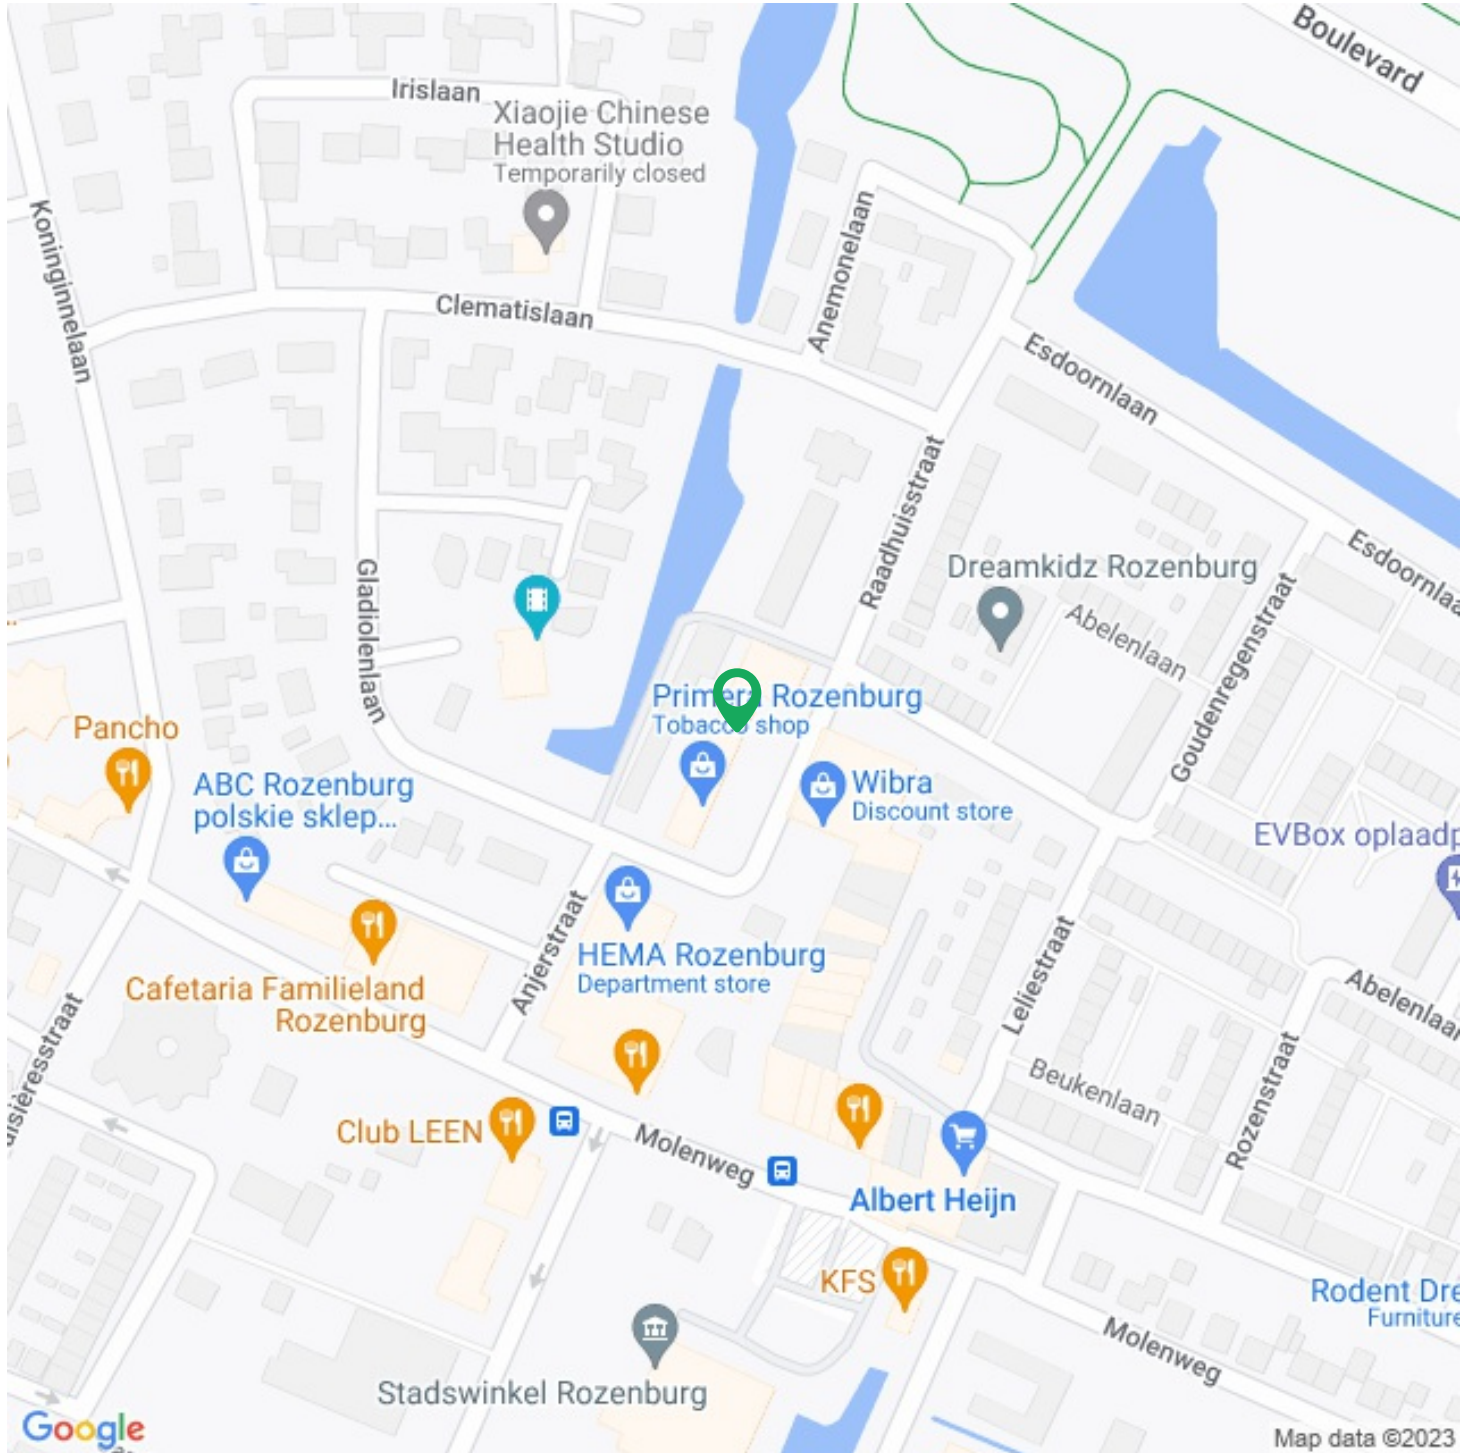 Boulevard
Irislaan
Xiaojie Chinese
Health Studio
Temporarily closed
Koninginnelaan
Anemonelaan
Clematislaan
Esdoornlaan
Raadhuisstraat
Esdoornlaa
Dreamkidz Rozenburg
Abelenlaan
Goudenregenstraat
Gladiolenlaan
Primera Rozenburg
Tobacco shop
Pancho
ABC Rozenburg
polskie sklep...
Wibra
Discount store
EVBox oplaadp
Anjerstraat
HEMA Rozenburg
Department store
Leliestraat
Abelenlaan
Cafetaria Familieland
Rozenburg
uisièresstraat
Beukenlaan
Rozenstraat
Club LEEN
Molenweg
Albert Heijn
KFS
Rodent Dre
Furniture
Molenweg
Stadswinkel Rozenburg
Google
Map data ©2023